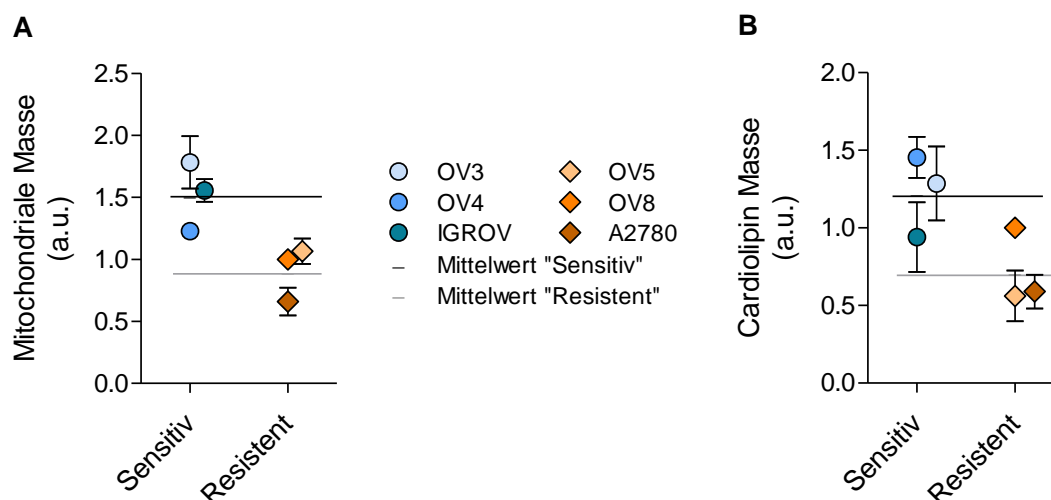 A
Mitochondriale Masse
(a.u.)
2.5
2.0
1.5
1.0
0.5
0.0
Sensitiv
Resistent
OV3
OV4
IGROV
OV5
OV8
A2780
Mittelwert "Sensitiv"
Mittelwert "Resistent"
B
Cardiolipin Masse
(a.u.)
2.0
1.5
1.0
0.5
0.0
Sensitiv
Resistent